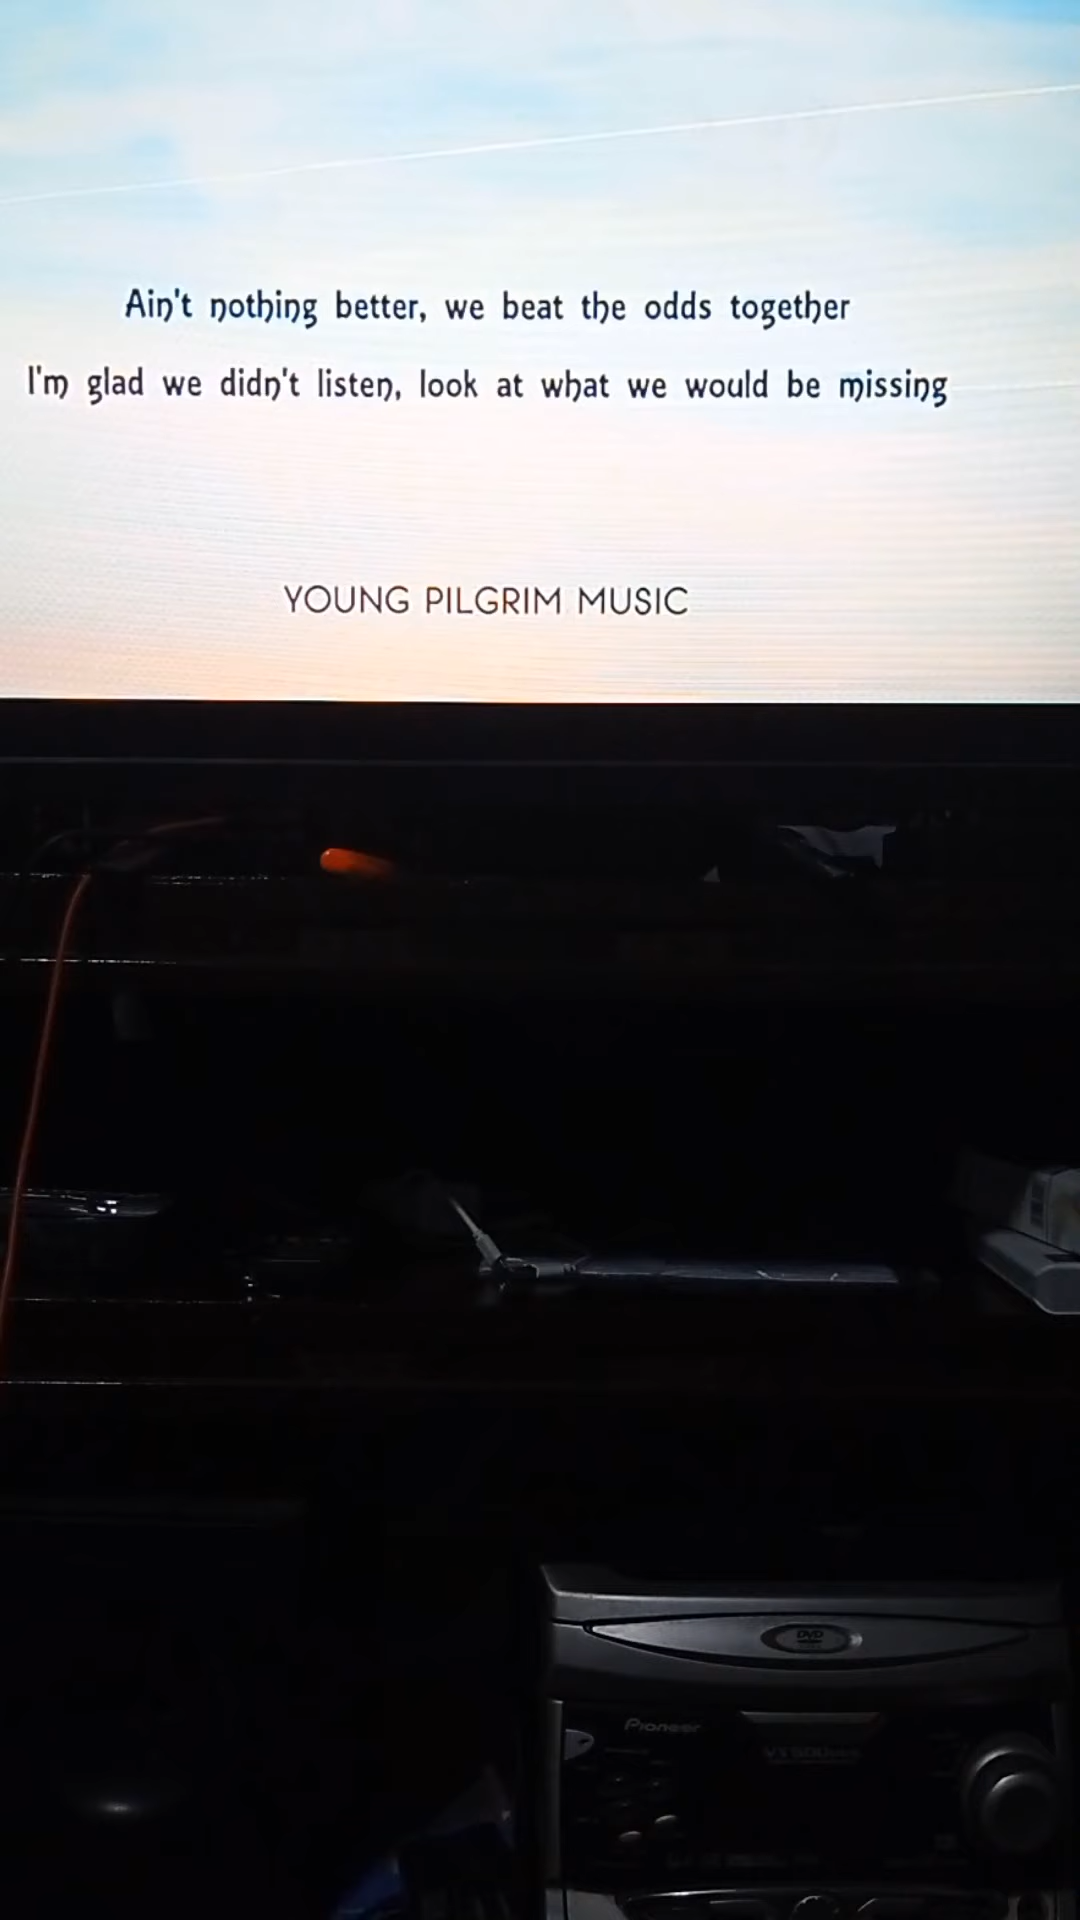 Ain't nothing better, we beat the odds together
I'm glad we didn't listen, look at what we would be missing
YOUNG PILGRIM MUSIC
DVD
Pioneer